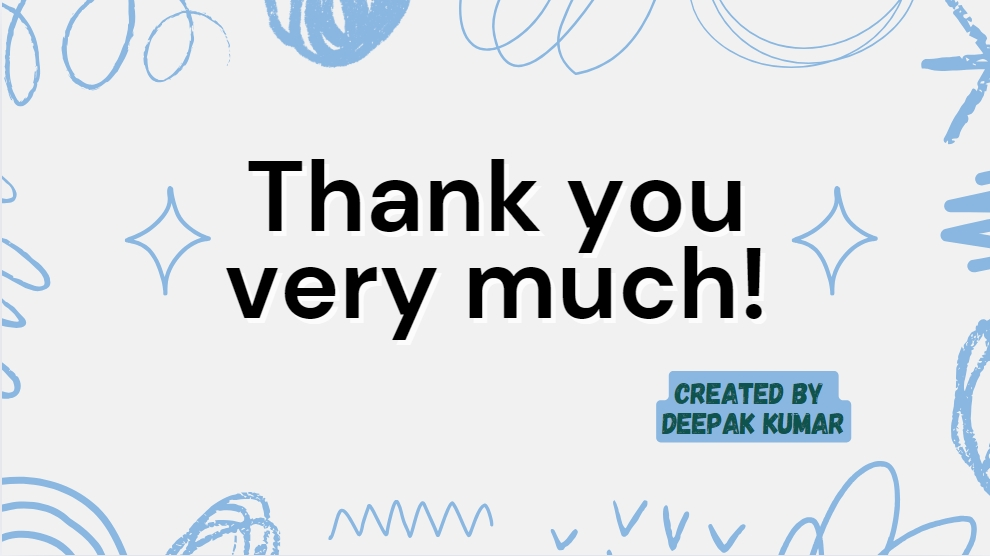 Thank you
very much!
CREATED BY
DEEPAK KUMAR